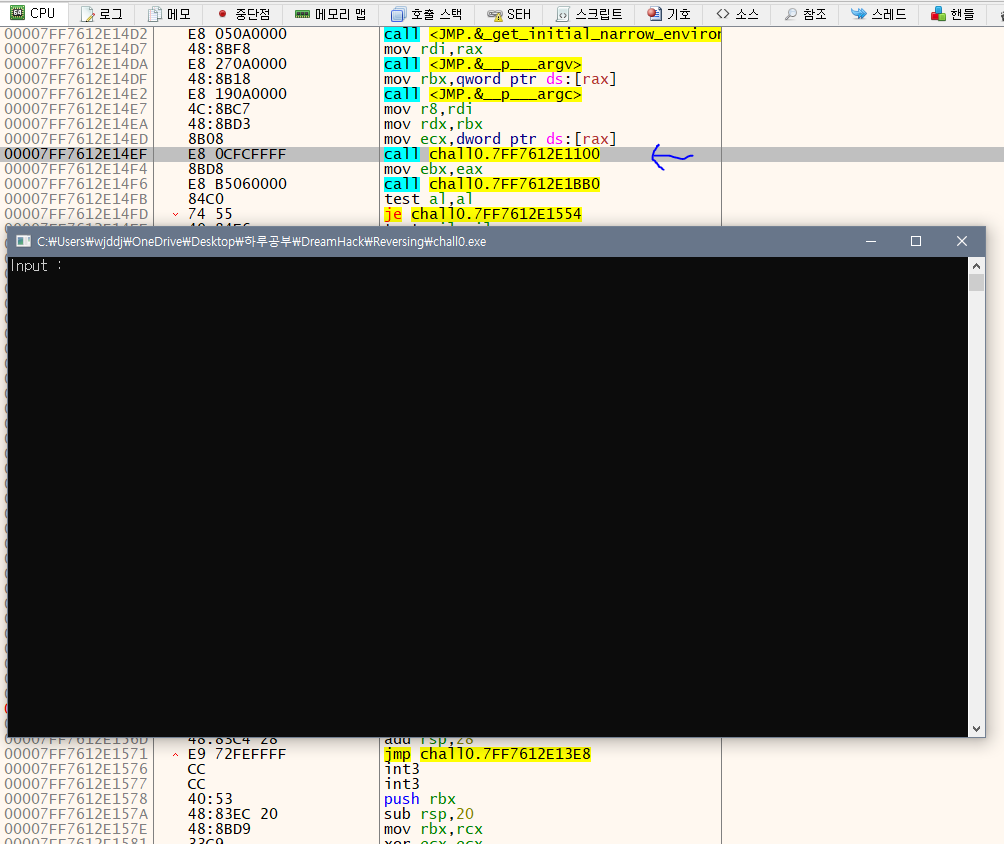 CPU 로그 메모 중단점 메모리 맵 호출 스택 SEH 스크립트 기호 소스 참조 스레드 핸들
00007FF7612E14D2 E8 050A0000 call <JMP.&_get_initial_narrow_environ
00007FF7612E14D7 48:8BF8 mov rdi,rax
00007FF7612E14DA E8 270A0000 call <JMP.&__p___argv>
00007FF7612E14DF 48:8B18 mov rbx,qword ptr ds:[rax]
00007FF7612E14E2 E8 190A0000 call <JMP.&__p___argc>
00007FF7612E14E7 4C:8BC7 mov r8,rdi
00007FF7612E14EA 48:8BD3 mov rdx,rbx
00007FF7612E14ED 8B08 mov ecx,dword ptr ds:[rax]
00007FF7612E14EF E8 0CFCFFFF call chall0.7FF7612E1100
00007FF7612E14F4 8BD8 mov ebx,eax
00007FF7612E14F6 E8 B5060000 call chall0.7FF7612E1BB0
00007FF7612E14FB 84C0 test al,al
00007FF7612E14FD 74 55 je chall0.7FF7612E1554
C:₩Users₩wjddj₩OneDrive₩Desktop₩하루공부₩DreamHack₩Reversing₩chall0.exe
Input :
00007FF7612E156D 48:83C4 28 add rsp,28
00007FF7612E1571 E9 72FEFFFF jmp chall0.7FF7612E13E8
00007FF7612E1576 CC int3
00007FF7612E1577 CC int3
00007FF7612E1578 40:53 push rbx
00007FF7612E157A 48:83EC 20 sub rsp,20
00007FF7612E157E 48:8BD9 mov rbx,rcx
00007FF7612E1581 33C9 xor ecx,ecx